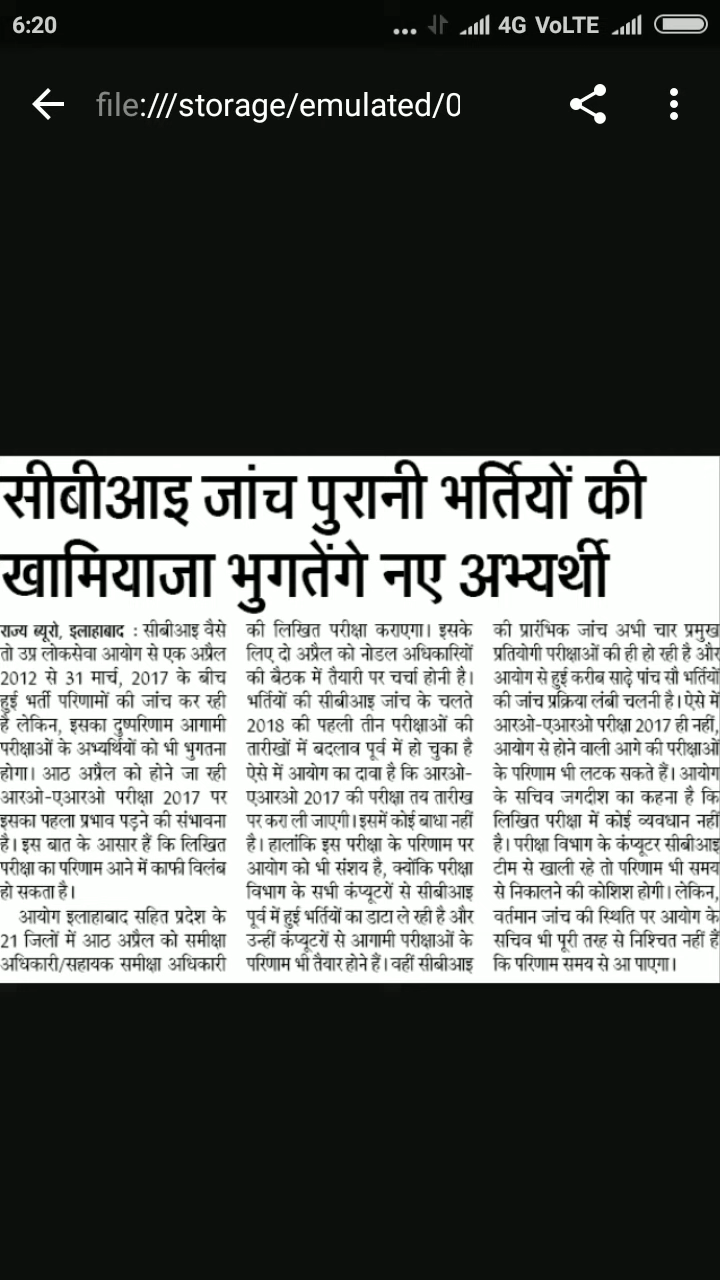 6:20
... 4G VoLTE
file:///storage/emulated/0
सीबीआइ जांच पुरानी भर्तियों की
खामियाजा भुगतेंगे नए अभ्यर्थी
राज्य ब्यूरो, इलाहाबाद : सीबीआइ वैसे
तो उप्र लोकसेवा आयोग से एक अप्रैल
2012 से 31 मार्च, 2017 के बीच
हुई भर्ती परिणामों की जांच कर रही
है लेकिन, इसका दुष्परिणाम आगामी
परीक्षाओं के अभ्यर्थियों को भी भुगतना
होगा। आठ अप्रैल को होने जा रही
आरओ-एआरओ परीक्षा 2017 पर
इसका पहला प्रभाव पड़ने की संभावना
है। इस बात के आसार हैं कि लिखित
परीक्षा का परिणाम आने में काफी विलंब
हो सकता है।
आयोग इलाहाबाद सहित प्रदेश के
21 जिलों में आठ अप्रैल को समीक्षा
अधिकारी/सहायक समीक्षा अधिकारी
की लिखित परीक्षा कराएगा। इसके
लिए दो अप्रैल को नोडल अधिकारियों
की बैठक में तैयारी पर चर्चा होनी है।
भर्तियों की सीबीआइ जांच के चलते
2018 की पहली तीन परीक्षाओं की
तारीखों में बदलाव पूर्व में हो चुका है
ऐसे में आयोग का दावा है कि आरओ-
एआरओ 2017 की परीक्षा तय तारीख
पर करा ली जाएगी। इसमें कोई बाधा नहीं
है। हालांकि इस परीक्षा के परिणाम पर
आयोग को भी संशय है, क्योंकि परीक्षा
विभाग के सभी कंप्यूटरों से सीबीआइ
पूर्व में हुई भर्तियों का डाटा ले रही है और
उन्हीं कंप्यूटरों से आगामी परीक्षाओं के
परिणाम भी तैयार होने हैं। वहीं सीबीआइ
की प्रारंभिक जांच अभी चार प्रमुख
प्रतियोगी परीक्षाओं की ही हो रही है और
आयोग से हुई करीब साढ़े पांच सौ भर्तियों
की जांच प्रक्रिया लंबी चलनी है। ऐसे में
आरओ-एआरओ परीक्षा 2017 ही नहीं,
आयोग से होने वाली आगे की परीक्षाओं
के परिणाम भी लटक सकते हैं। आयोग
के सचिव जगदीश का कहना है कि
लिखित परीक्षा में कोई व्यवधान नहीं
है। परीक्षा विभाग के कंप्यूटर सीबीआइ
टीम से खाली रहे तो परिणाम भी समय
से निकालने की कोशिश होगी। लेकिन,
वर्तमान जांच की स्थिति पर आयोग के
सचिव भी पूरी तरह से निश्चित नहीं हैं
कि परिणाम समय से आ पाएगा।